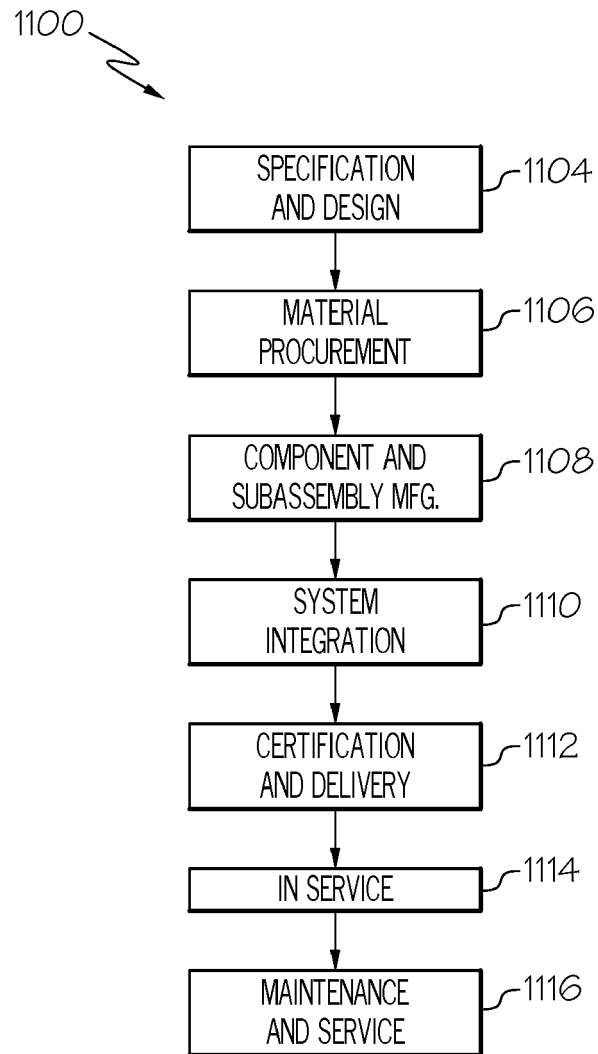 1100
SPECIFICATION
AND DESIGN
1104
MATERIAL
PROCUREMENT
1106
COMPONENT AND
SUBASSEMBLY MFG.
1108
SYSTEM
INTEGRATION
1110
CERTIFICATION
AND DELIVERY
1112
IN SERVICE
1114
MAINTENANCE
AND SERVICE
1116